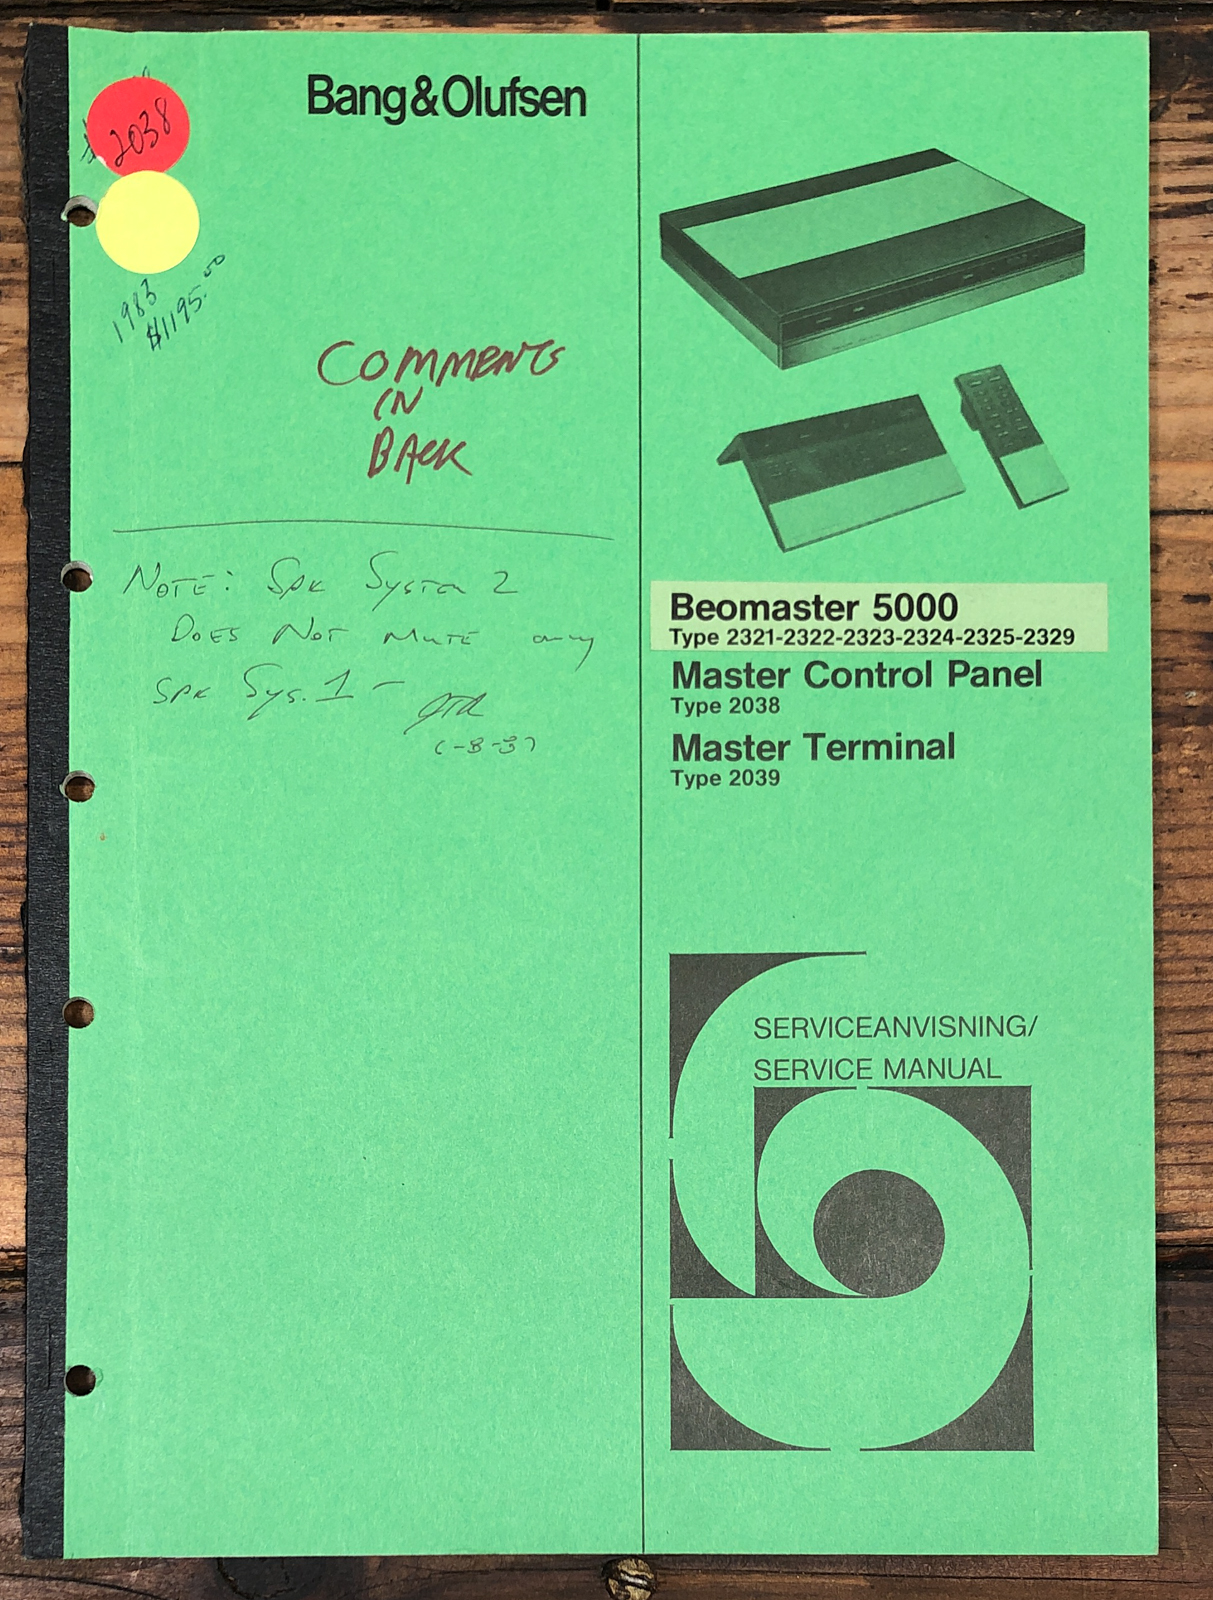 Bang&Olufsen
#2038
1983
$1195.00
COMMENTS
IN
BACK
NOTE: SPK SYSTEM 2
DOES NOT MUTE only
SPK SYS. 1 –
Beomaster 5000
Type 2321-2322-2323-2324-2325-2329
Master Control Panel
Type 2038
Master Terminal
Type 2039
SERVICEANVISNING/
SERVICE MANUAL